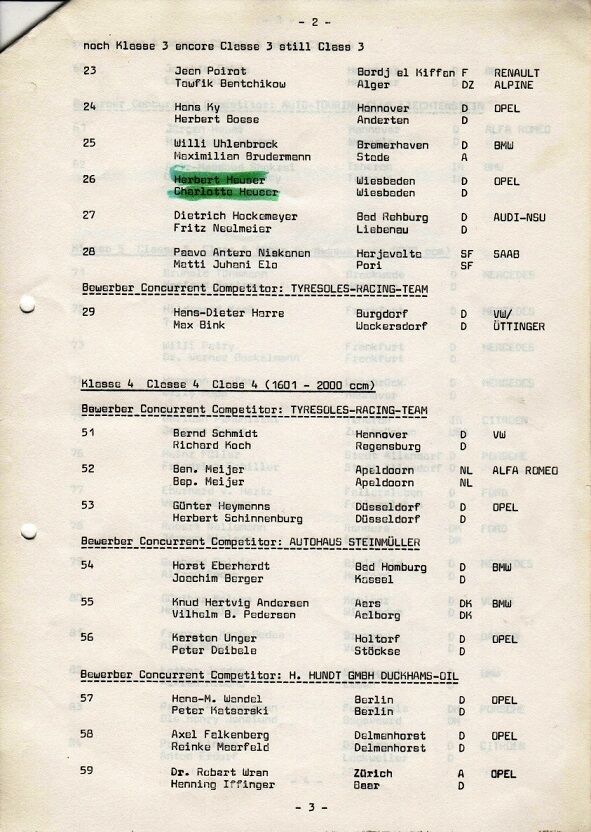 - 2 -
noch Klasse 3 encore Classe 3 still Class 3
23 Jean Poirot Bordj el Kiffan F RENAULT
Tawfik Bentchikow Alger DZ ALPINE
24 Hans Ky Hannover D OPEL
Herbert Boese Anderten D
25 Willi Uhlenbrock Bremerhaven D BMW
Maximilian Brudermann Stade A
26 Herbert Heuser Wiesbaden D OPEL
Charlotte Heuser Wiesbaden D
27 Dietrich Hockemeyer Bad Rehburg D AUDI-NSU
Fritz Neelmeier Liebenau D
28 Paavo Antero Niskanen Harjavalta SF SAAB
Matti Juhani Elo Pori SF
Bewerber Concurrent Competitor: TYRESOLES-RACING-TEAM
29 Hans-Dieter Harre Burgdorf D VW/
Max Bink Wackersdorf D ÜTTINGER
Klasse 4 Classe 4 Class 4 (1601 - 2000 ccm)
Bewerber Concurrent Competitor: TYRESOLES-RACING-TEAM
51 Bernd Schmidt Hannover D VW
Richard Koch Regensburg D
52 Ben. Meijer Apeldoorn NL ALFA ROMEO
Bep. Meijer Apeldoorn NL
53 Günter Heymanns Düsseldorf D OPEL
Herbert Schinnenburg Düsseldorf D
Bewerber Concurrent Competitor: AUTOHAUS STEINMÜLLER
54 Horst Eberhardt Bad Homburg D BMW
Joachim Berger Kassel D
55 Knud Hertvig Andersen Aars DK BMW
Vilhelm B. Pedersen Aalborg DK
56 Karsten Unger Holtorf D OPEL
Peter Deibele Stöckse D
Bewerber Concurrent Competitor: H. HUNDT GMBH DUCKHAMS-OIL
57 Hans-M. Wandel Berlin D OPEL
Peter Katserski Berlin D
58 Axel Falkenberg Delmenhorst D OPEL
Reinke Maarfeld Delmenhorst D
59 Dr. Robert Wran Zürich A OPEL
Henning Iffinger Baar D
- 3 -